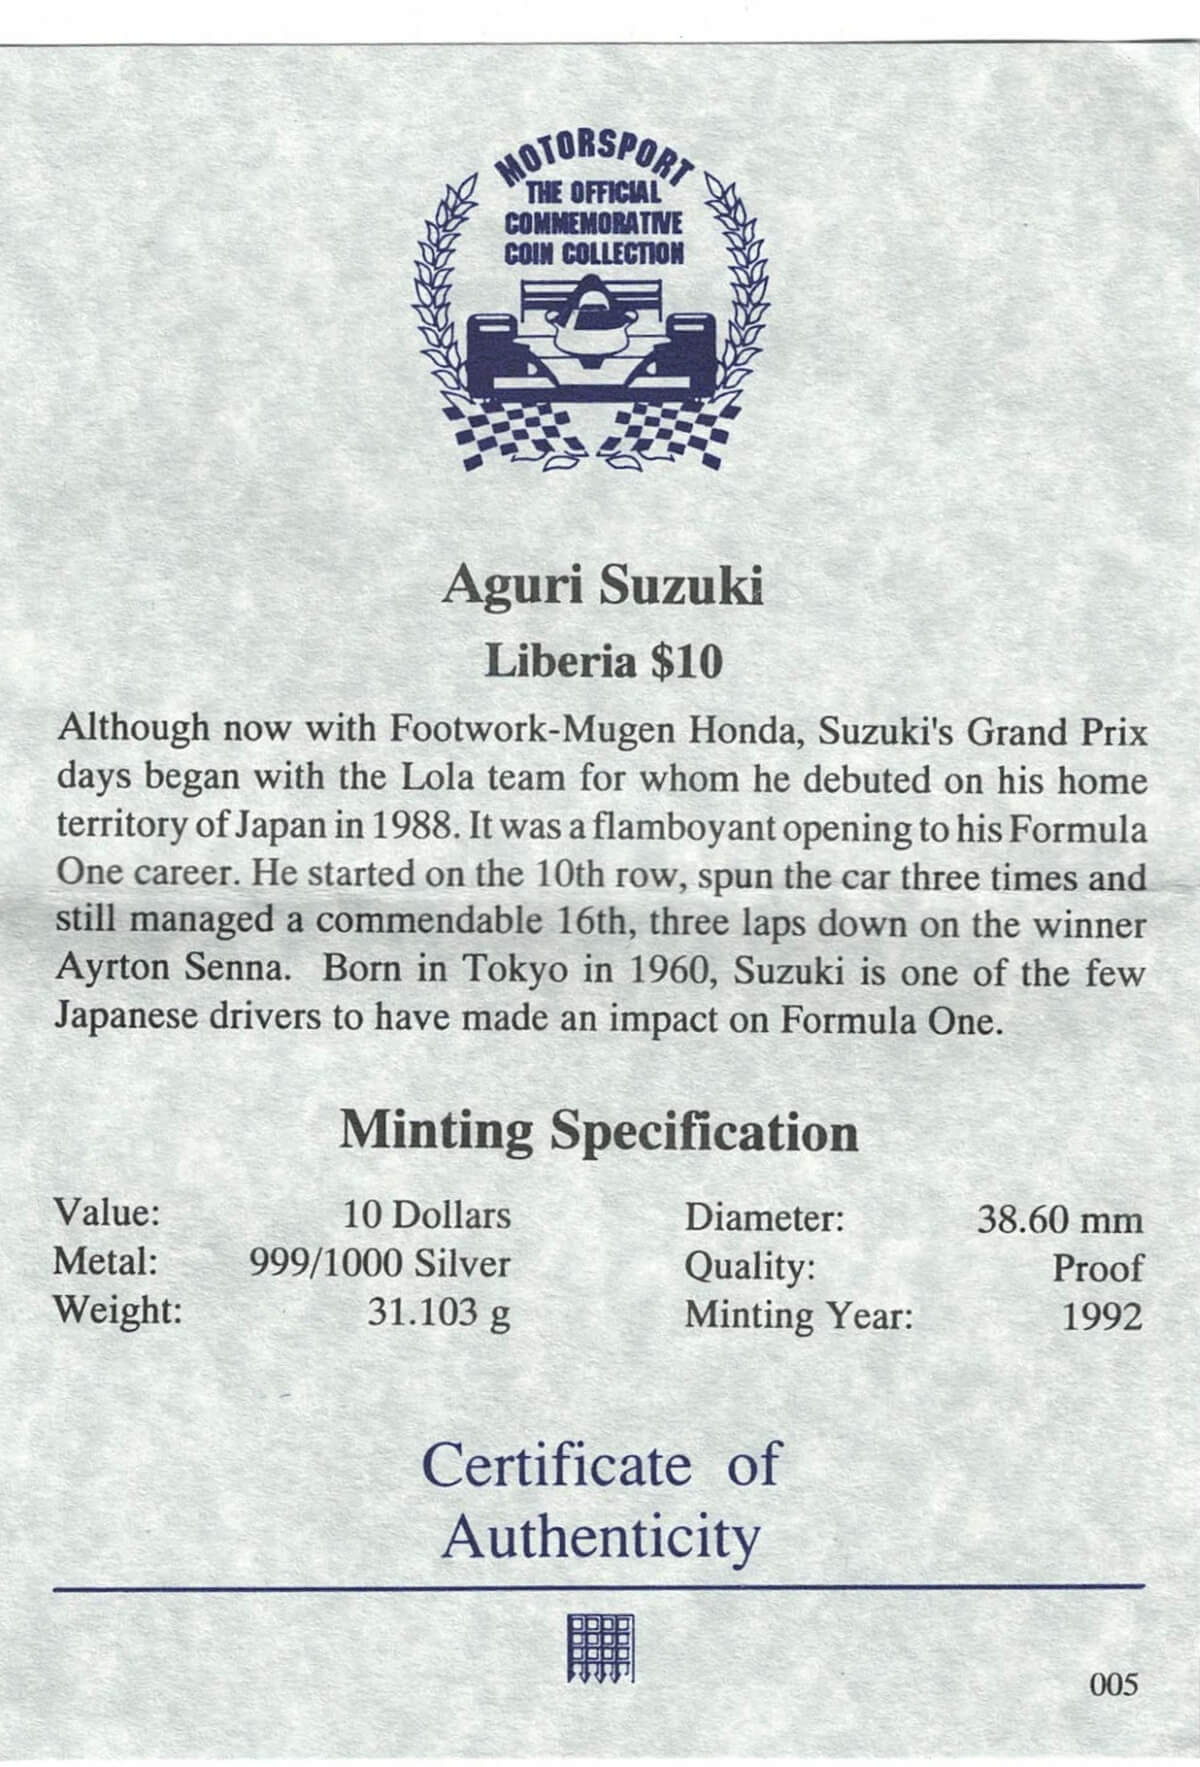 MOTORSPORT
THE OFFICIAL
COMMEMORATIVE
COIN COLLECTION
Aguri Suzuki
Liberia $10
Although now with Footwork-Mugen Honda, Suzuki's Grand Prix
days began with the Lola team for whom he debuted on his home
territory of Japan in 1988. It was a flamboyant opening to his Formula
One career. He started on the 10th row, spun the car three times and
still managed a commendable 16th, three laps down on the winner
Ayrton Senna. Born in Tokyo in 1960, Suzuki is one of the few
Japanese drivers to have made an impact on Formula One.
Minting Specification
Value: 10 Dollars Diameter: 38.60 mm
Metal: 999/1000 Silver Quality: Proof
Weight: 31.103 g Minting Year: 1992
Certificate of
Authenticity
005